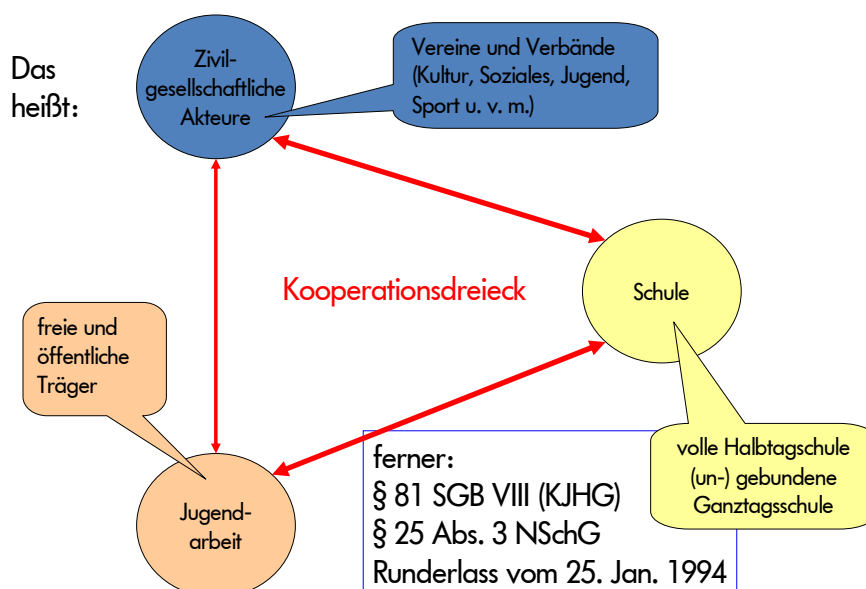 Das
heißt:
Zivil-
gesellschaftliche
Akteure
Vereine und Verbände
(Kultur, Soziales, Jugend,
Sport u. v. m.)
Kooperationsdreieck
Schule
freie und
öffentliche
Träger
volle Halbtagschule
(un-) gebundene
Ganztagsschule
Jugend-
arbeit
ferner:
§ 81 SGB VIII (KJHG)
§ 25 Abs. 3 NSchG
Runderlass vom 25. Jan. 1994